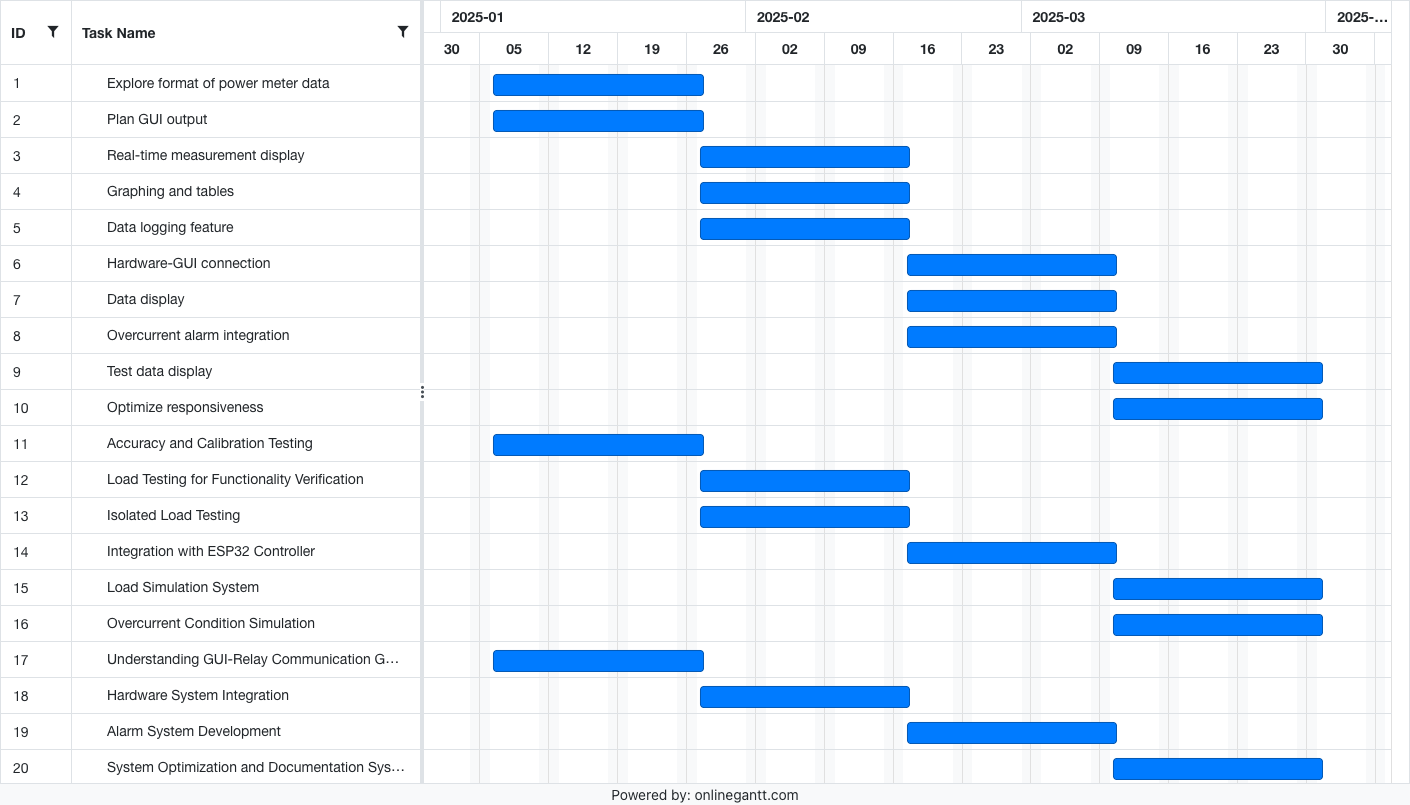 ID Task Name 2025-01 2025-02 2025-03 2025-...
30 05 12 19 26 02 09 16 23 02 09 16 23 30
1 Explore format of power meter data
2 Plan GUI output
3 Real-time measurement display
4 Graphing and tables
5 Data logging feature
6 Hardware-GUI connection
7 Data display
8 Overcurrent alarm integration
9 Test data display
10 Optimize responsiveness
11 Accuracy and Calibration Testing
12 Load Testing for Functionality Verification
13 Isolated Load Testing
14 Integration with ESP32 Controller
15 Load Simulation System
16 Overcurrent Condition Simulation
17 Understanding GUI-Relay Communication G...
18 Hardware System Integration
19 Alarm System Development
20 System Optimization and Documentation Sys...
Powered by: onlinegantt.com